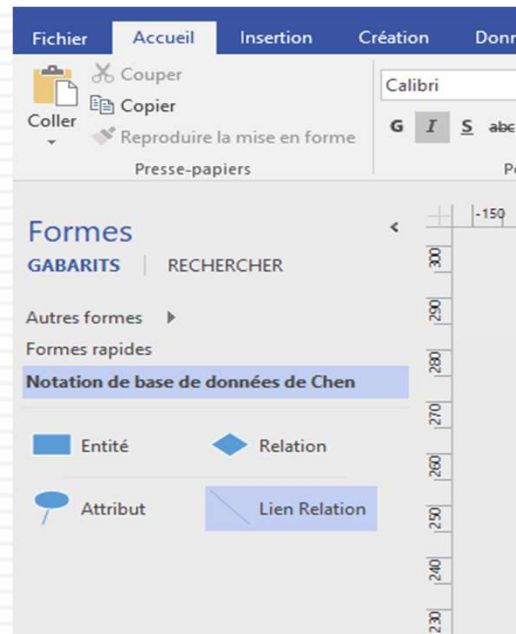 Fichier Accueil Insertion Création Donn
Couper
Copier
Coller
Reproduire la mise en forme
Presse-papiers
Calibri
G I S abc
P
Formes
GABARITS RECHERCHER
Autres formes
Formes rapides
Notation de base de données de Chen
Entité Relation
Attribut Lien Relation
-150
300
290
280
270
260
250
240
230